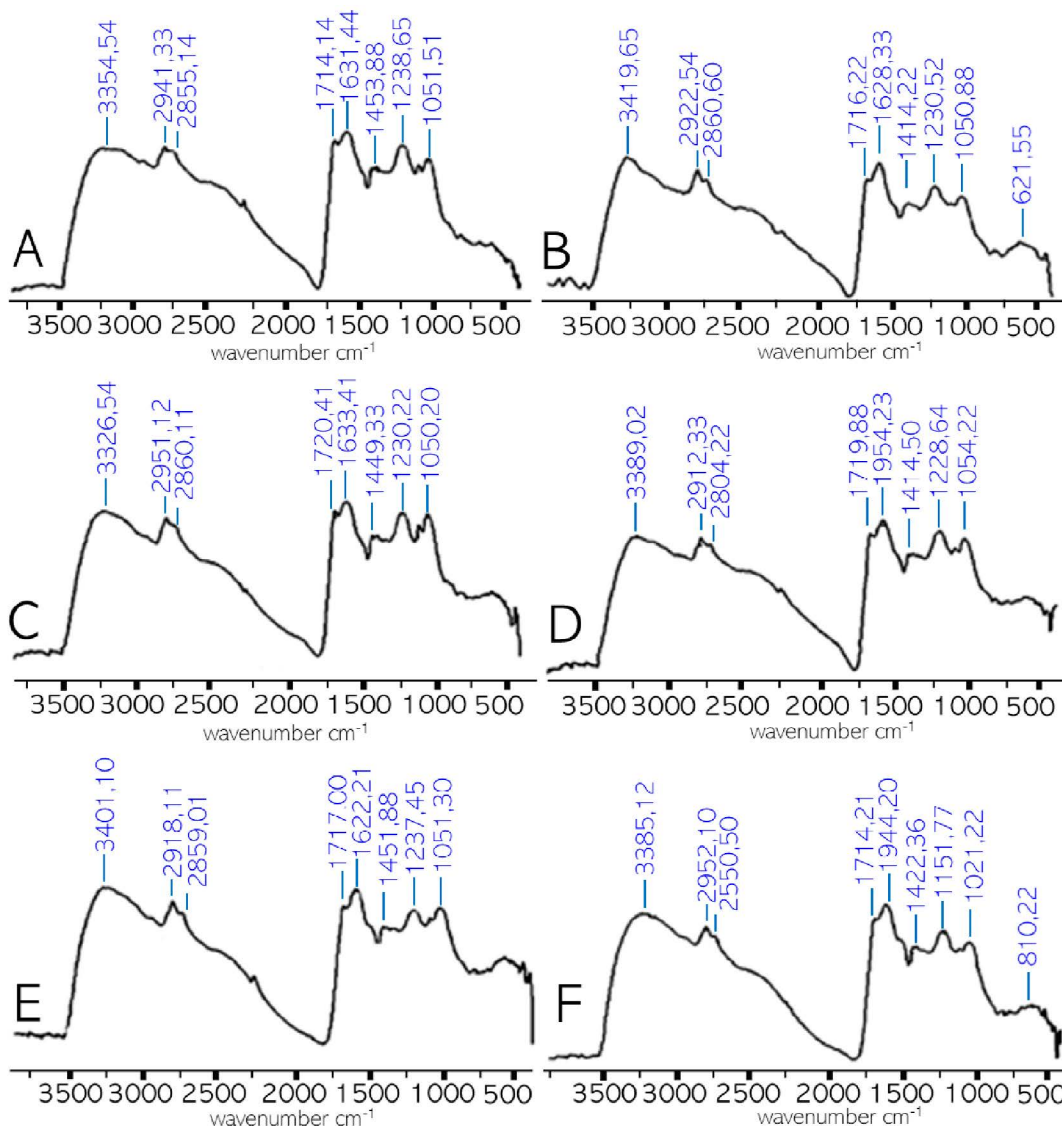 3354,54
2941,33
2855,14
1714,14
1631,44
1453,88
1238,65
1051,51
A
3500 3000 2500 2000 1500 1000 500
wavenumber cm-1
3419,65
2922,54
2860,60
1716,22
1628,33
1414,22
1230,52
1050,88
621,55
B
3500 3000 2500 2000 1500 1000 500
wavenumber cm-1
3326,54
2951,12
2860,11
1720,41
1633,41
1449,33
1230,22
1050,20
C
3500 3000 2500 2000 1500 1000 500
wavenumber cm-1
3389,02
2912,33
2804,22
1719,88
1954,23
1414,50
1228,64
1054,22
D
3500 3000 2500 2000 1500 1000 500
wavenumber cm-1
3401,10
2918,11
2859,01
1717.00
1622,21
1451,88
1237,45
1051,30
E
3500 3000 2500 2000 1500 1000 500
wavenumber cm-1
3385,12
2952,10
2550,50
1714,21
1944,20
1422,36
1151,77
1021,22
810,22
F
3500 3000 2500 2000 1500 1000 500
wavenumber cm-1